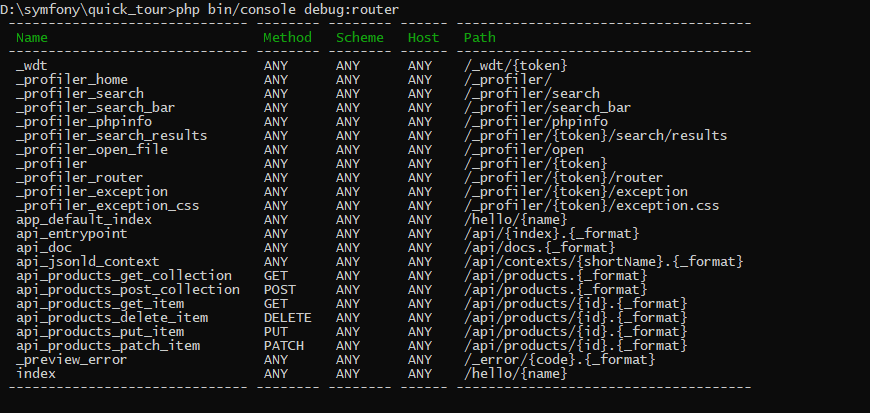 D:\symfony\quick_tour>php bin/console debug:router
-------------------------- -------- -------- ------ -----------------------------------
Name Method Scheme Host Path
-------------------------- -------- -------- ------ -----------------------------------
_wdt ANY ANY ANY /_wdt/{token}
_profiler_home ANY ANY ANY /_profiler/
_profiler_search ANY ANY ANY /_profiler/search
_profiler_search_bar ANY ANY ANY /_profiler/search_bar
_profiler_phpinfo ANY ANY ANY /_profiler/phpinfo
_profiler_search_results ANY ANY ANY /_profiler/{token}/search/results
_profiler_open_file ANY ANY ANY /_profiler/open
_profiler ANY ANY ANY /_profiler/{token}
_profiler_router ANY ANY ANY /_profiler/{token}/router
_profiler_exception ANY ANY ANY /_profiler/{token}/exception
_profiler_exception_css ANY ANY ANY /_profiler/{token}/exception.css
app_default_index ANY ANY ANY /hello/{name}
api_entrypoint ANY ANY ANY /api/{index}.{_format}
api_doc ANY ANY ANY /api/docs.{_format}
api_jsonld_context ANY ANY ANY /api/contexts/{shortName}.{_format}
api_products_get_collection GET ANY ANY /api/products.{_format}
api_products_post_collection POST ANY ANY /api/products.{_format}
api_products_get_item GET ANY ANY /api/products/{id}.{_format}
api_products_delete_item DELETE ANY ANY /api/products/{id}.{_format}
api_products_put_item PUT ANY ANY /api/products/{id}.{_format}
api_products_patch_item PATCH ANY ANY /api/products/{id}.{_format}
_preview_error ANY ANY ANY /_error/{code}.{_format}
index ANY ANY ANY /hello/{name}
-------------------------- -------- -------- ------ -----------------------------------